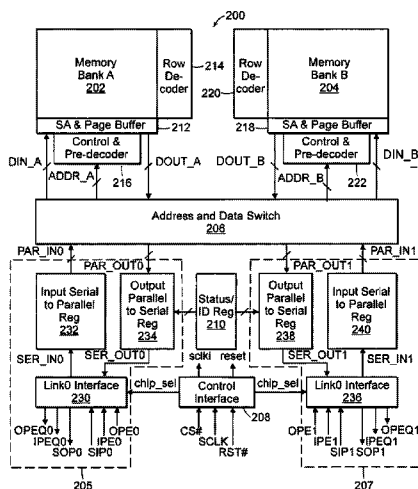 200
Memory
Bank A
202
Row
De-
coder
214
SA & Page Buffer
212
Control &
Pre-decoder
216
DIN_A
ADDR_A
DOUT_A
Row
De-
coder
220
Memory
Bank B
204
218
SA & Page Buffer
Control &
Pre-decoder
222
DOUT_B
ADDR_B
DIN_B
Address and Data Switch
206
PAR_IN0
PAR_OUT0
PAR_OUT1
PAR_IN1
Input Serial
to Parallel
Reg
232
Output
Parallel
to Serial
Reg
234
Status/
ID Reg
210
Output
Parallel
to Serial
Reg
238
Input Serial
to Parallel
Reg
240
SER_IN0
SER_OUT0
sclki
reset
SER_OUT1
SER_IN1
Link0 Interface
230
chip_sel
Control
Interface
208
chip_sel
Link0 Interface
236
OPEQ0
IPEQ0
SOP0
SIP0
IPE0
OPE0
CS#
SCLK
RST#
OPE1
IPE1
SIP1
SOP1
IPEQ1
OPEQ1
205
207